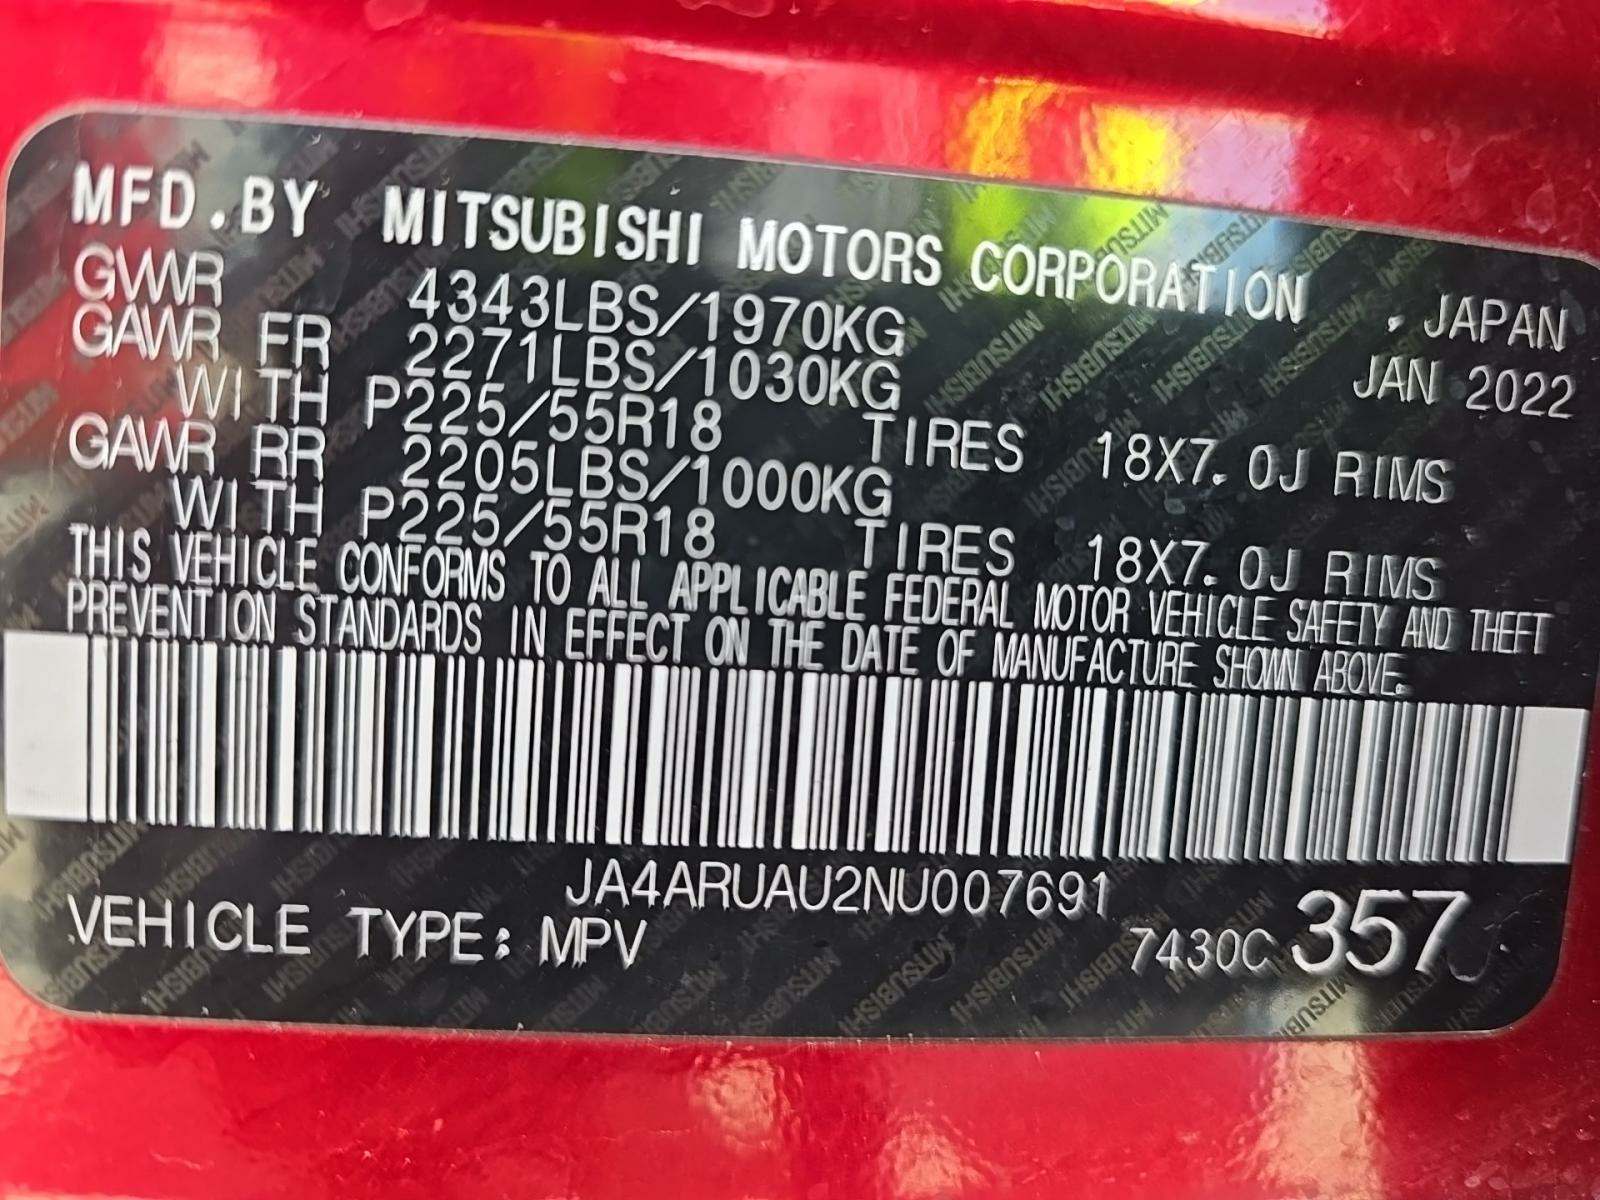 MFD.BY MITSUBISHI MOTORS CORPORATION , JAPAN
GVWR 4343LBS/1970KG JAN 2022
GAWR FR 2271LBS/1030KG
WITH P225/55R18 TIRES 18X7.0J RIMS
GAWR RR 2205LBS/1000KG
WITH P225/55R18 TIRES 18X7.0J RIMS
THIS VEHICLE CONFORMS TO ALL APPLICABLE FEDERAL MOTOR VEHICLE SAFETY AND THEFT
PREVENTION STANDARDS IN EFFECT ON THE DATE OF MANUFACTURE SHOWN ABOVE.
JA4ARUAU2NU007691
VEHICLE TYPE: MPV 7430C 357